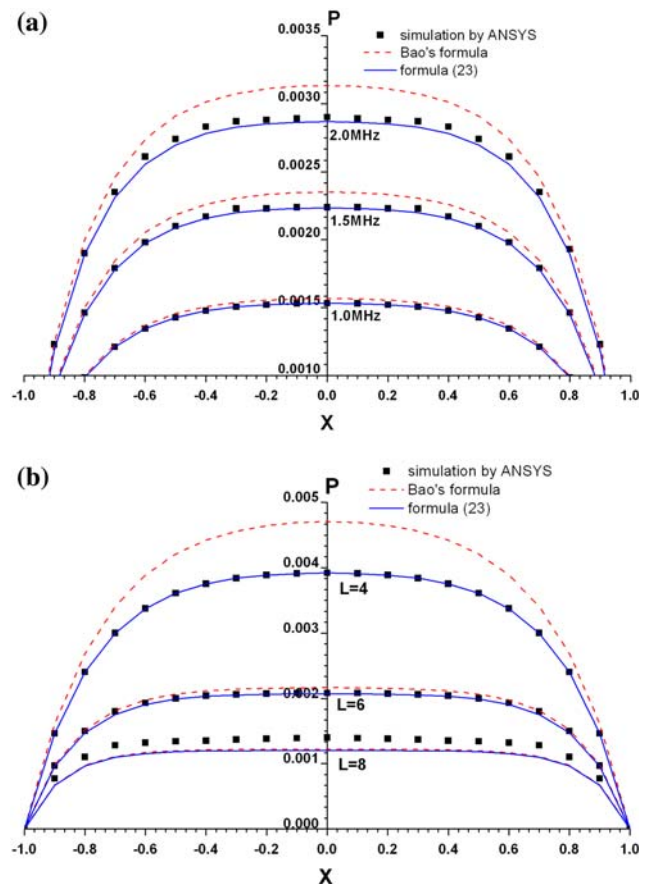 (a)
P
0.0035
simulation by ANSYS
Bao's formula
formula (23)
0.0030
2.0MHz
0.0025
0.0020
1.5MHz
0.0015
1.0MHz
0.0010
-1.0 -0.8 -0.6 -0.4 -0.2 0.0 0.2 0.4 0.6 0.8 1.0
X
(b)
P
simulation by ANSYS
Bao's formula
formula (23)
0.005
0.004
L=4
0.003
0.002
L=6
0.001
L=8
0.000
-1.0 -0.8 -0.6 -0.4 -0.2 0.0 0.2 0.4 0.6 0.8 1.0
X